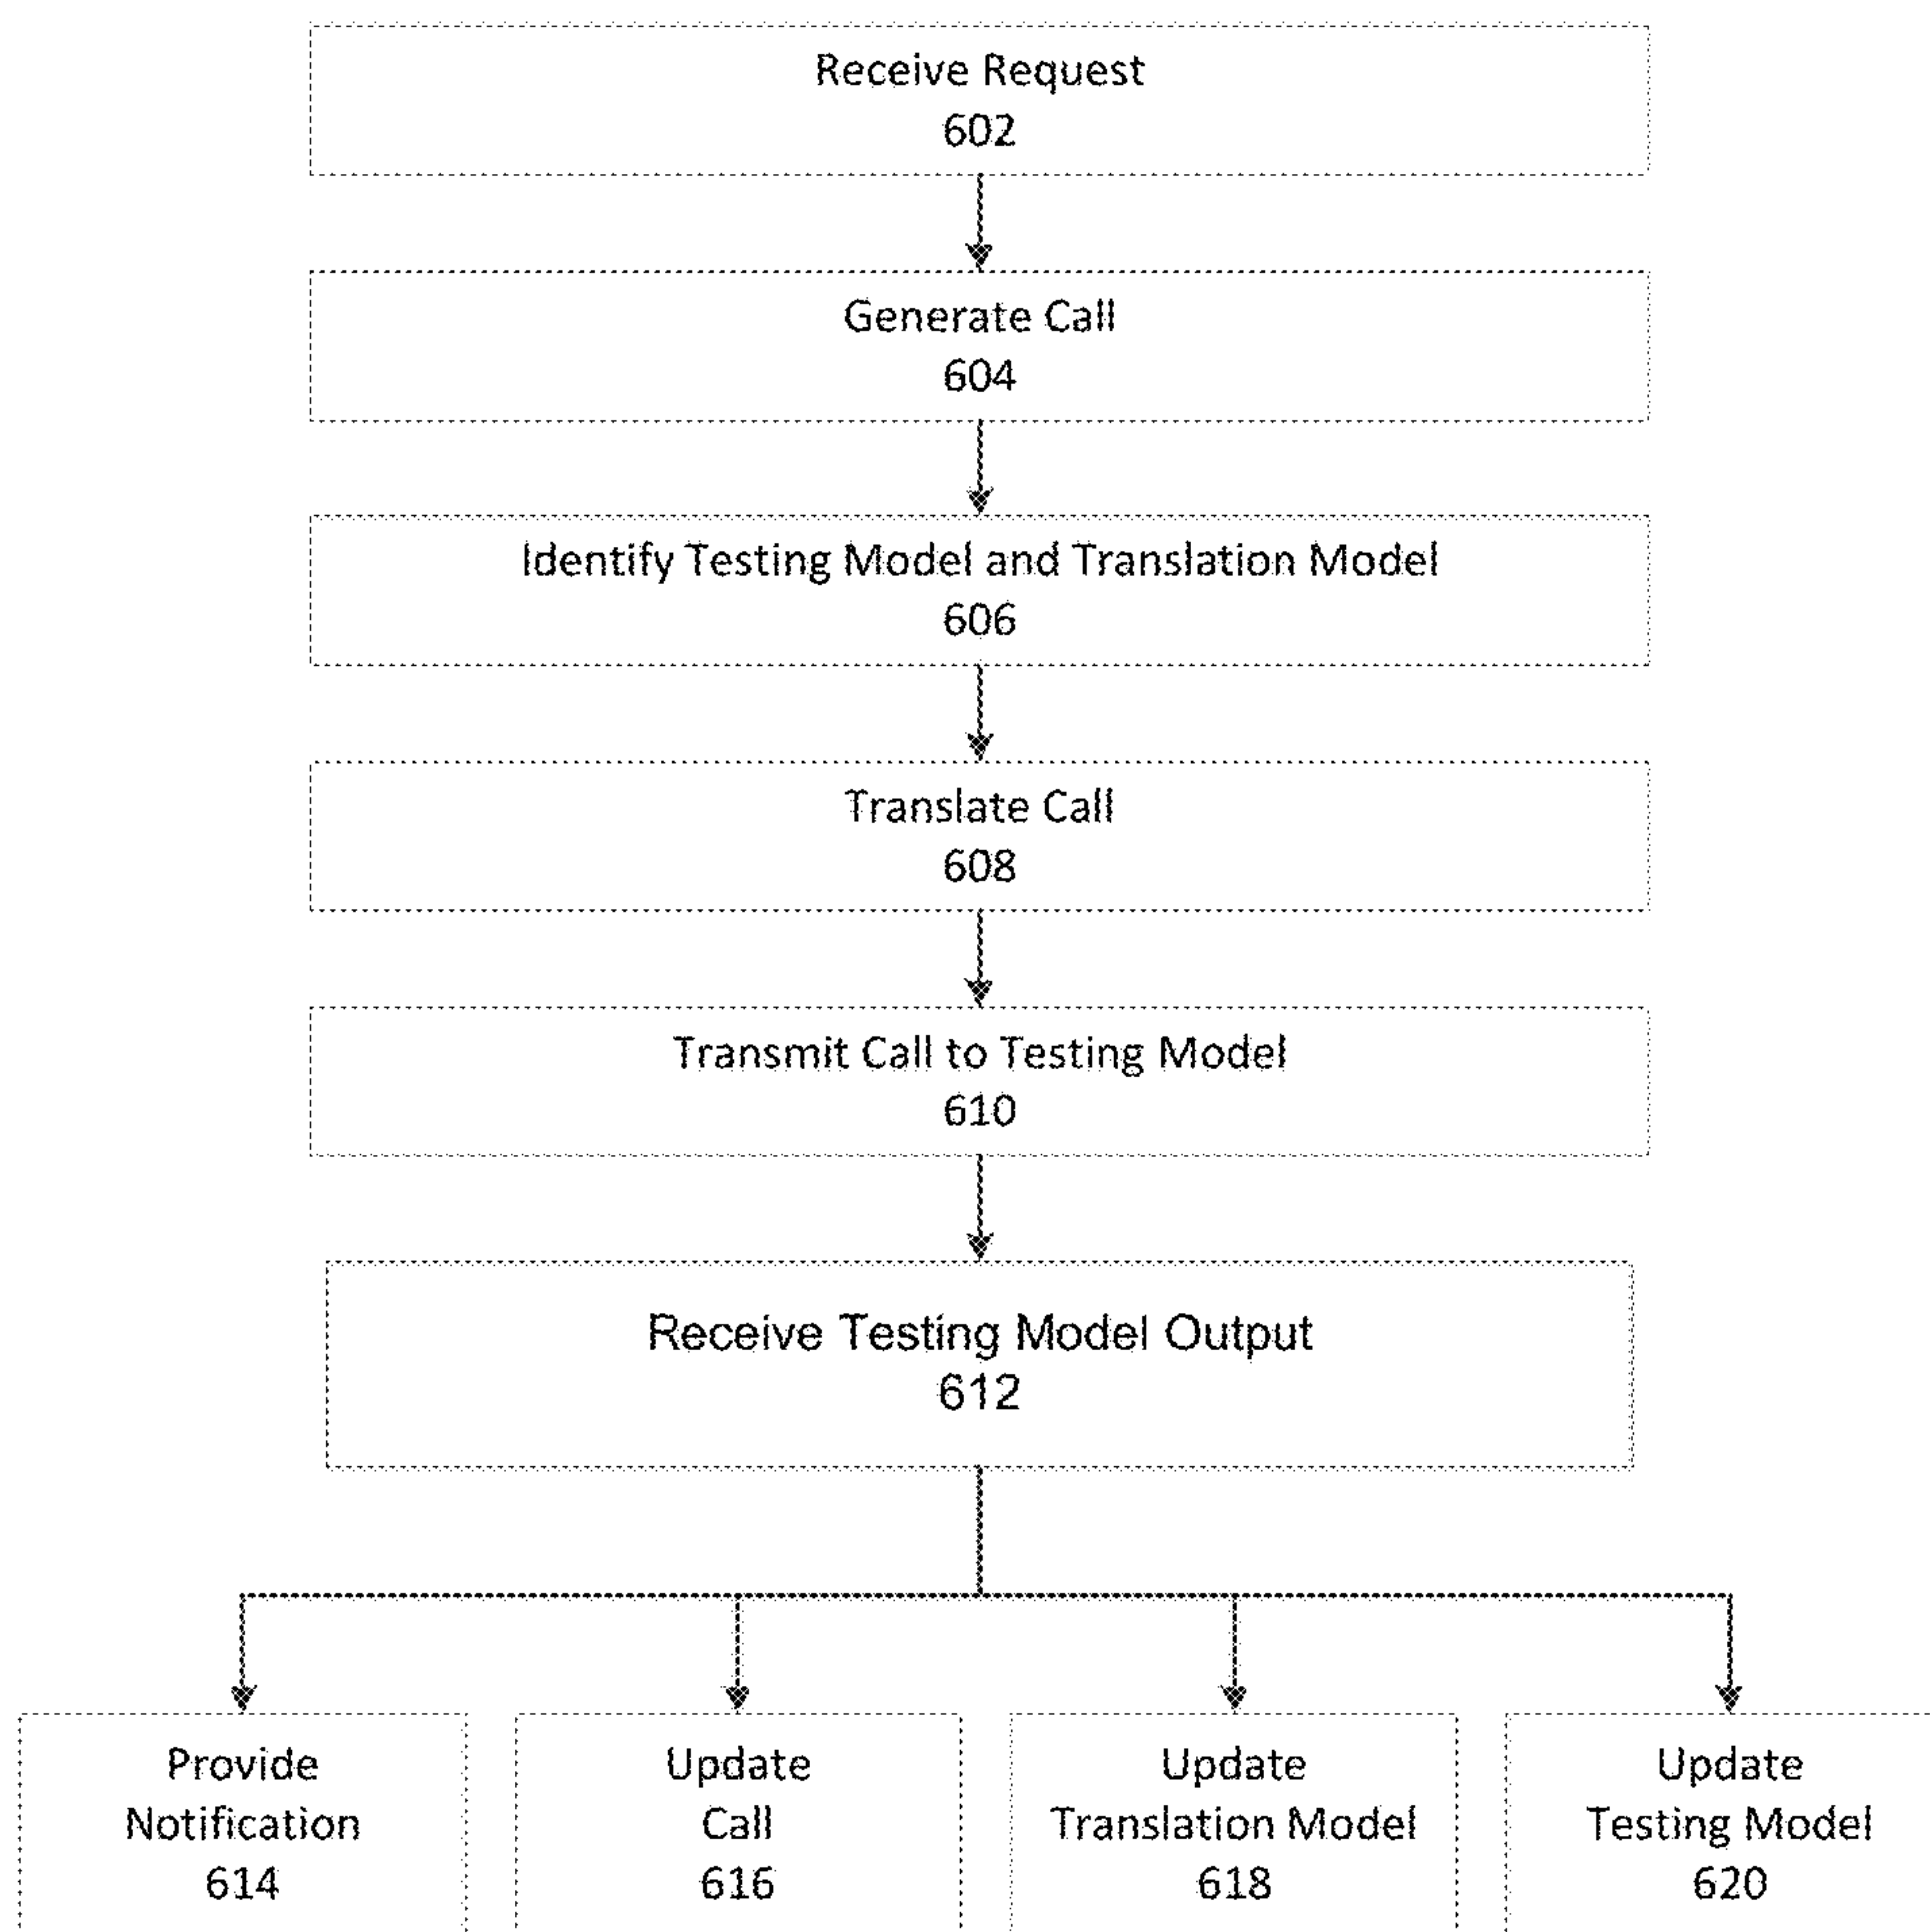 Receive Request
602
Generate Call
604
Identify Testing Model and Translation Model
606
Translate Call
608
Transmit Call to Testing Model
610
Receive Testing Model Output
612
Provide
Notification
614
Update
Call
616
Update
Translation Model
618
Update
Testing Model
620